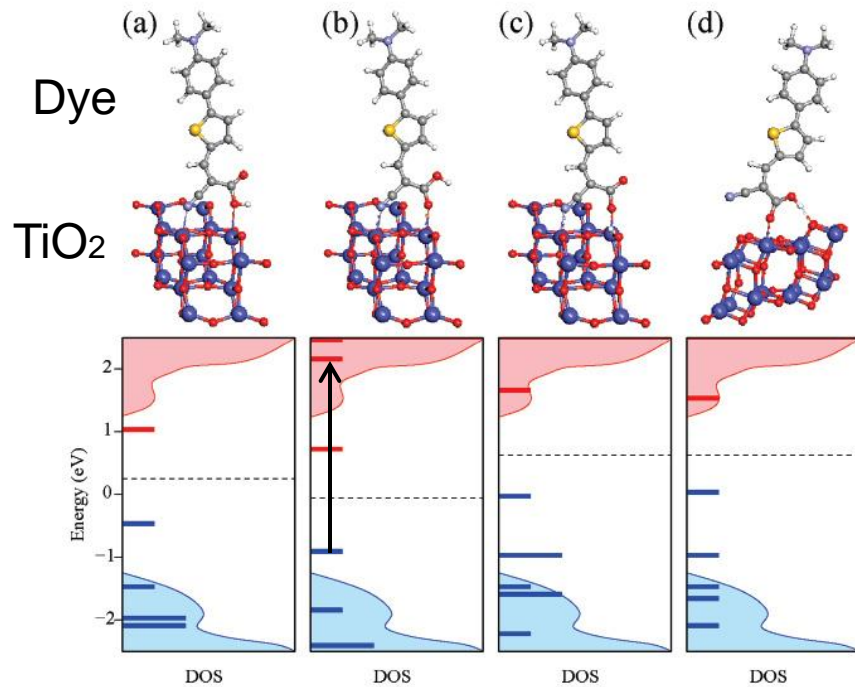 (a) (b) (c) (d)
Dye
TiO2
Energy (eV)
2
1
0
−1
−2
DOS DOS DOS DOS